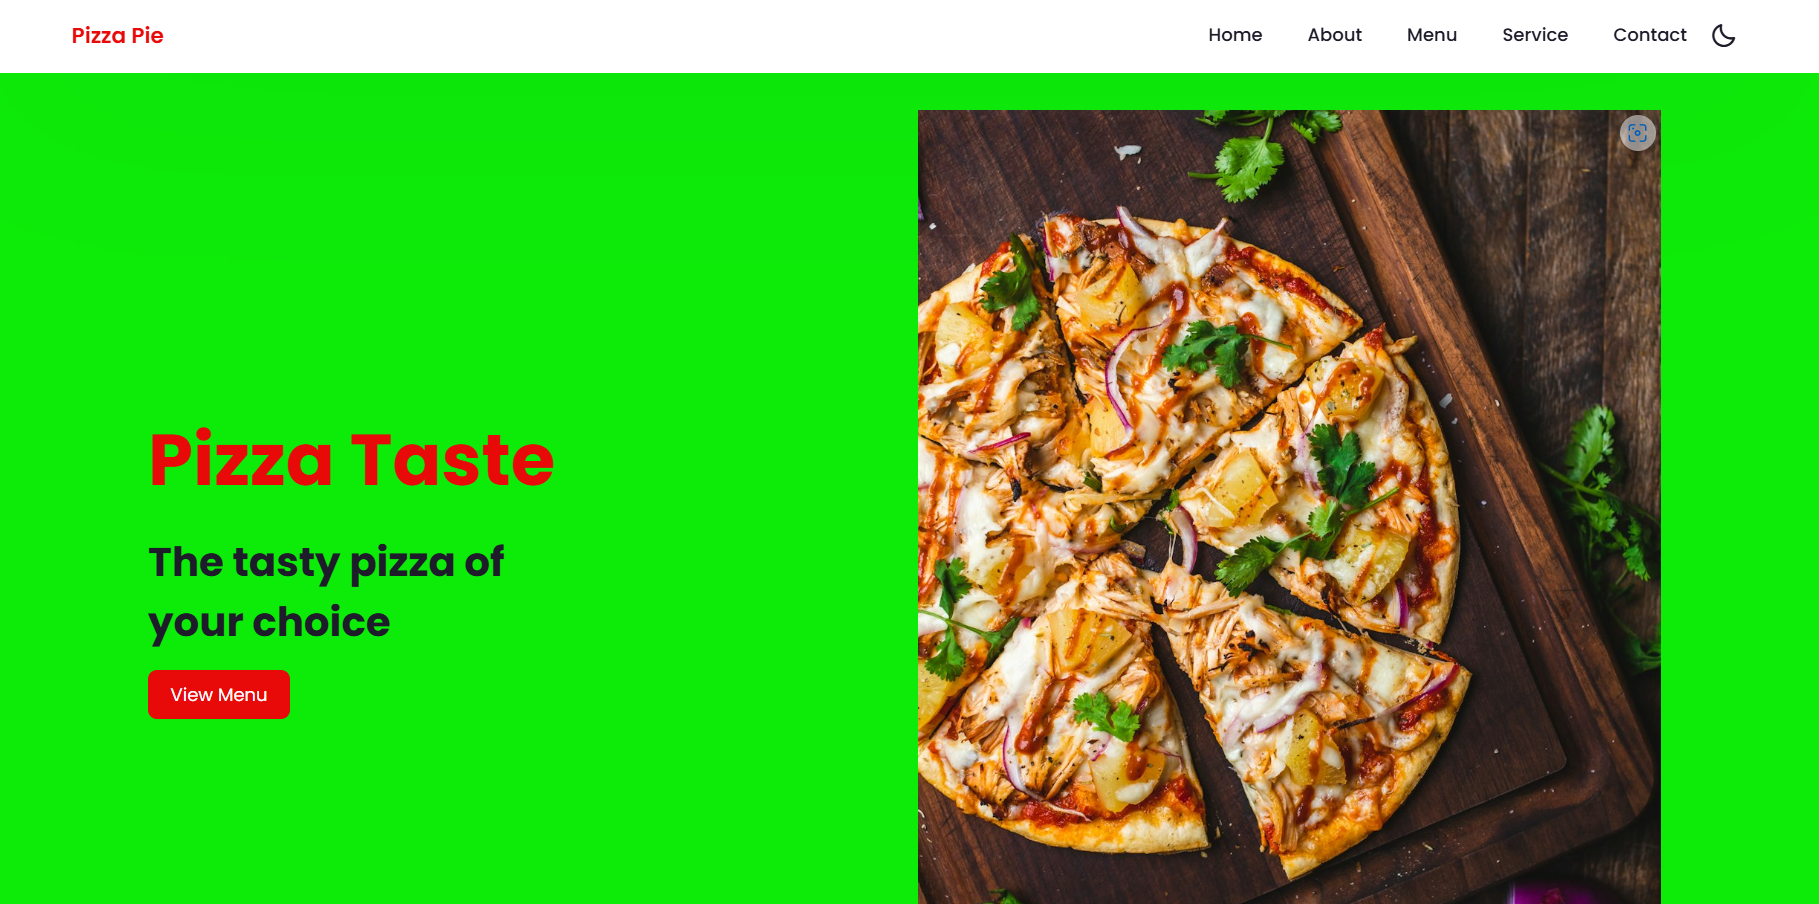 Pizza Pie
Home About Menu Service Contact
Pizza Taste
The tasty pizza of
your choice
View Menu